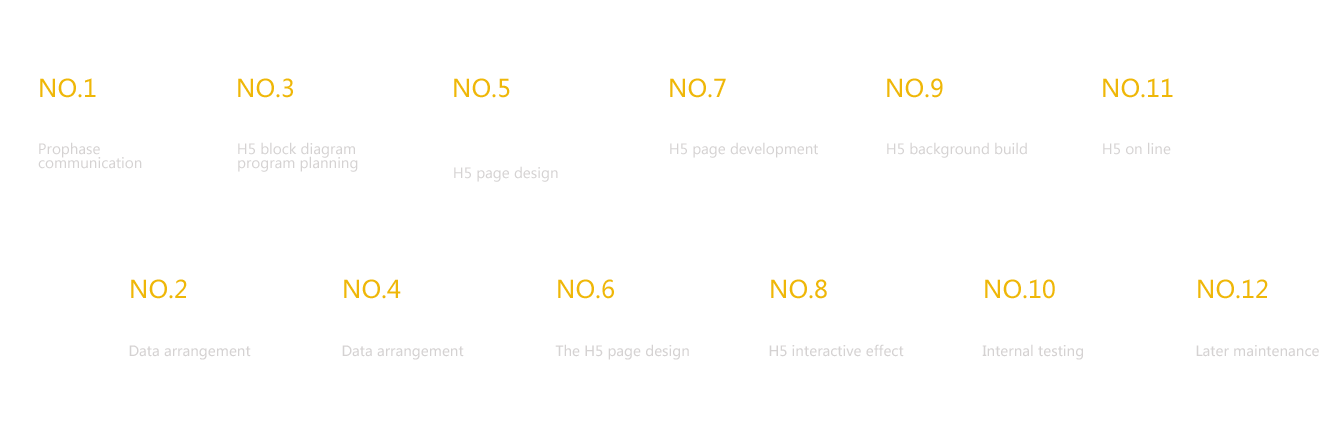 NO.1
NO.3
NO.5
NO.7
NO.9
NO.11
Prophase
communication
H5 block diagram
program planning
H5 page design
H5 page development
H5 background build
H5 on line
NO.2
NO.4
NO.6
NO.8
NO.10
NO.12
Data arrangement
Data arrangement
The H5 page design
H5 interactive effect
Internal testing
Later maintenance